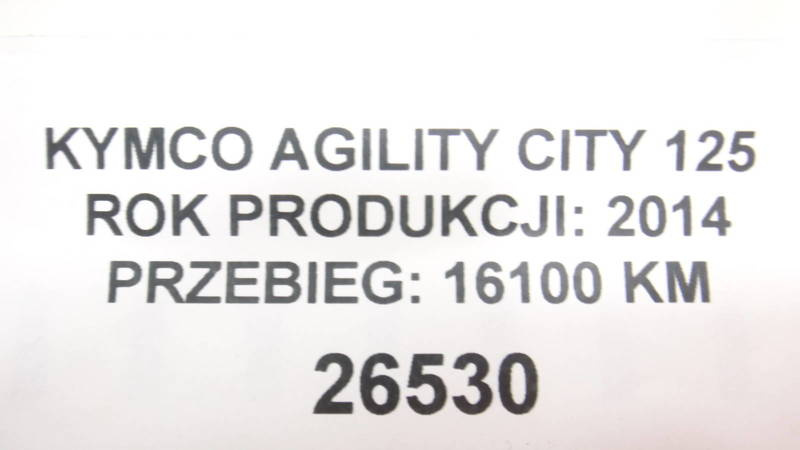 KYMCO AGILITY CITY 125
ROK PRODUKCJI: 2014
PRZEBIEG: 16100 KM
26530